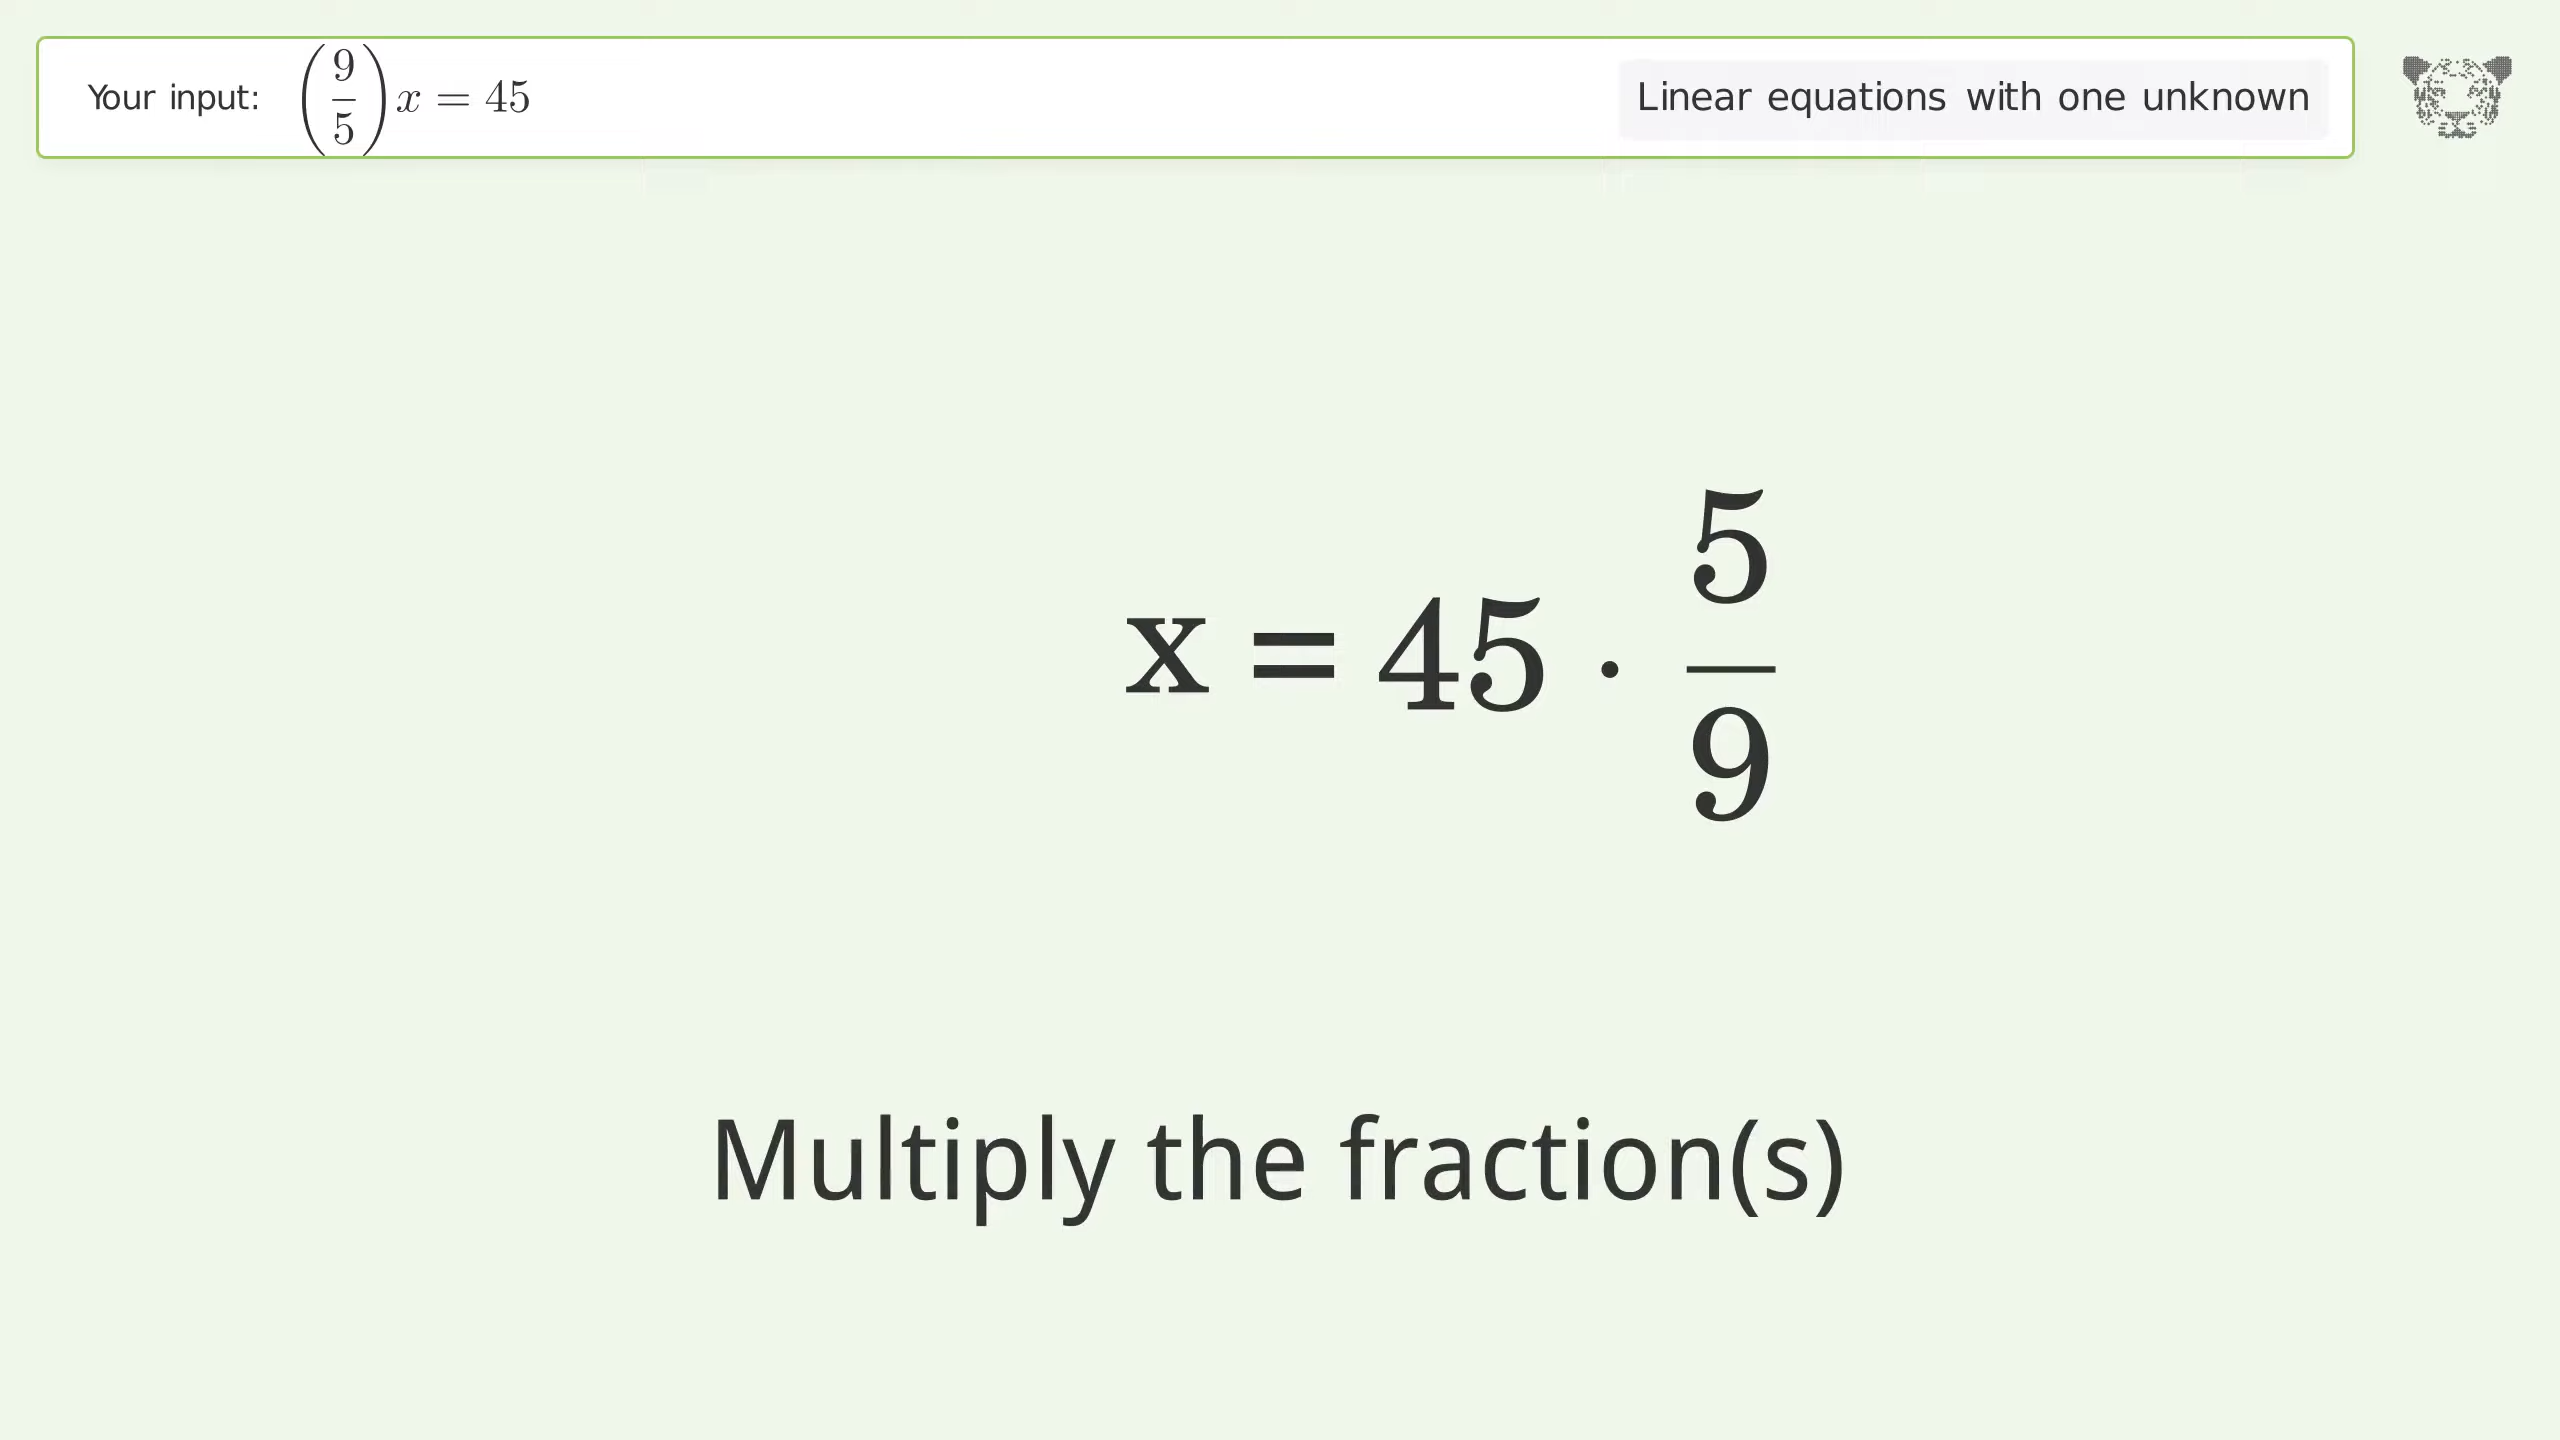 Your input: (9/5)x = 45
Linear equations with one unknown
x = 45 · 5/9
Multiply the fraction(s)